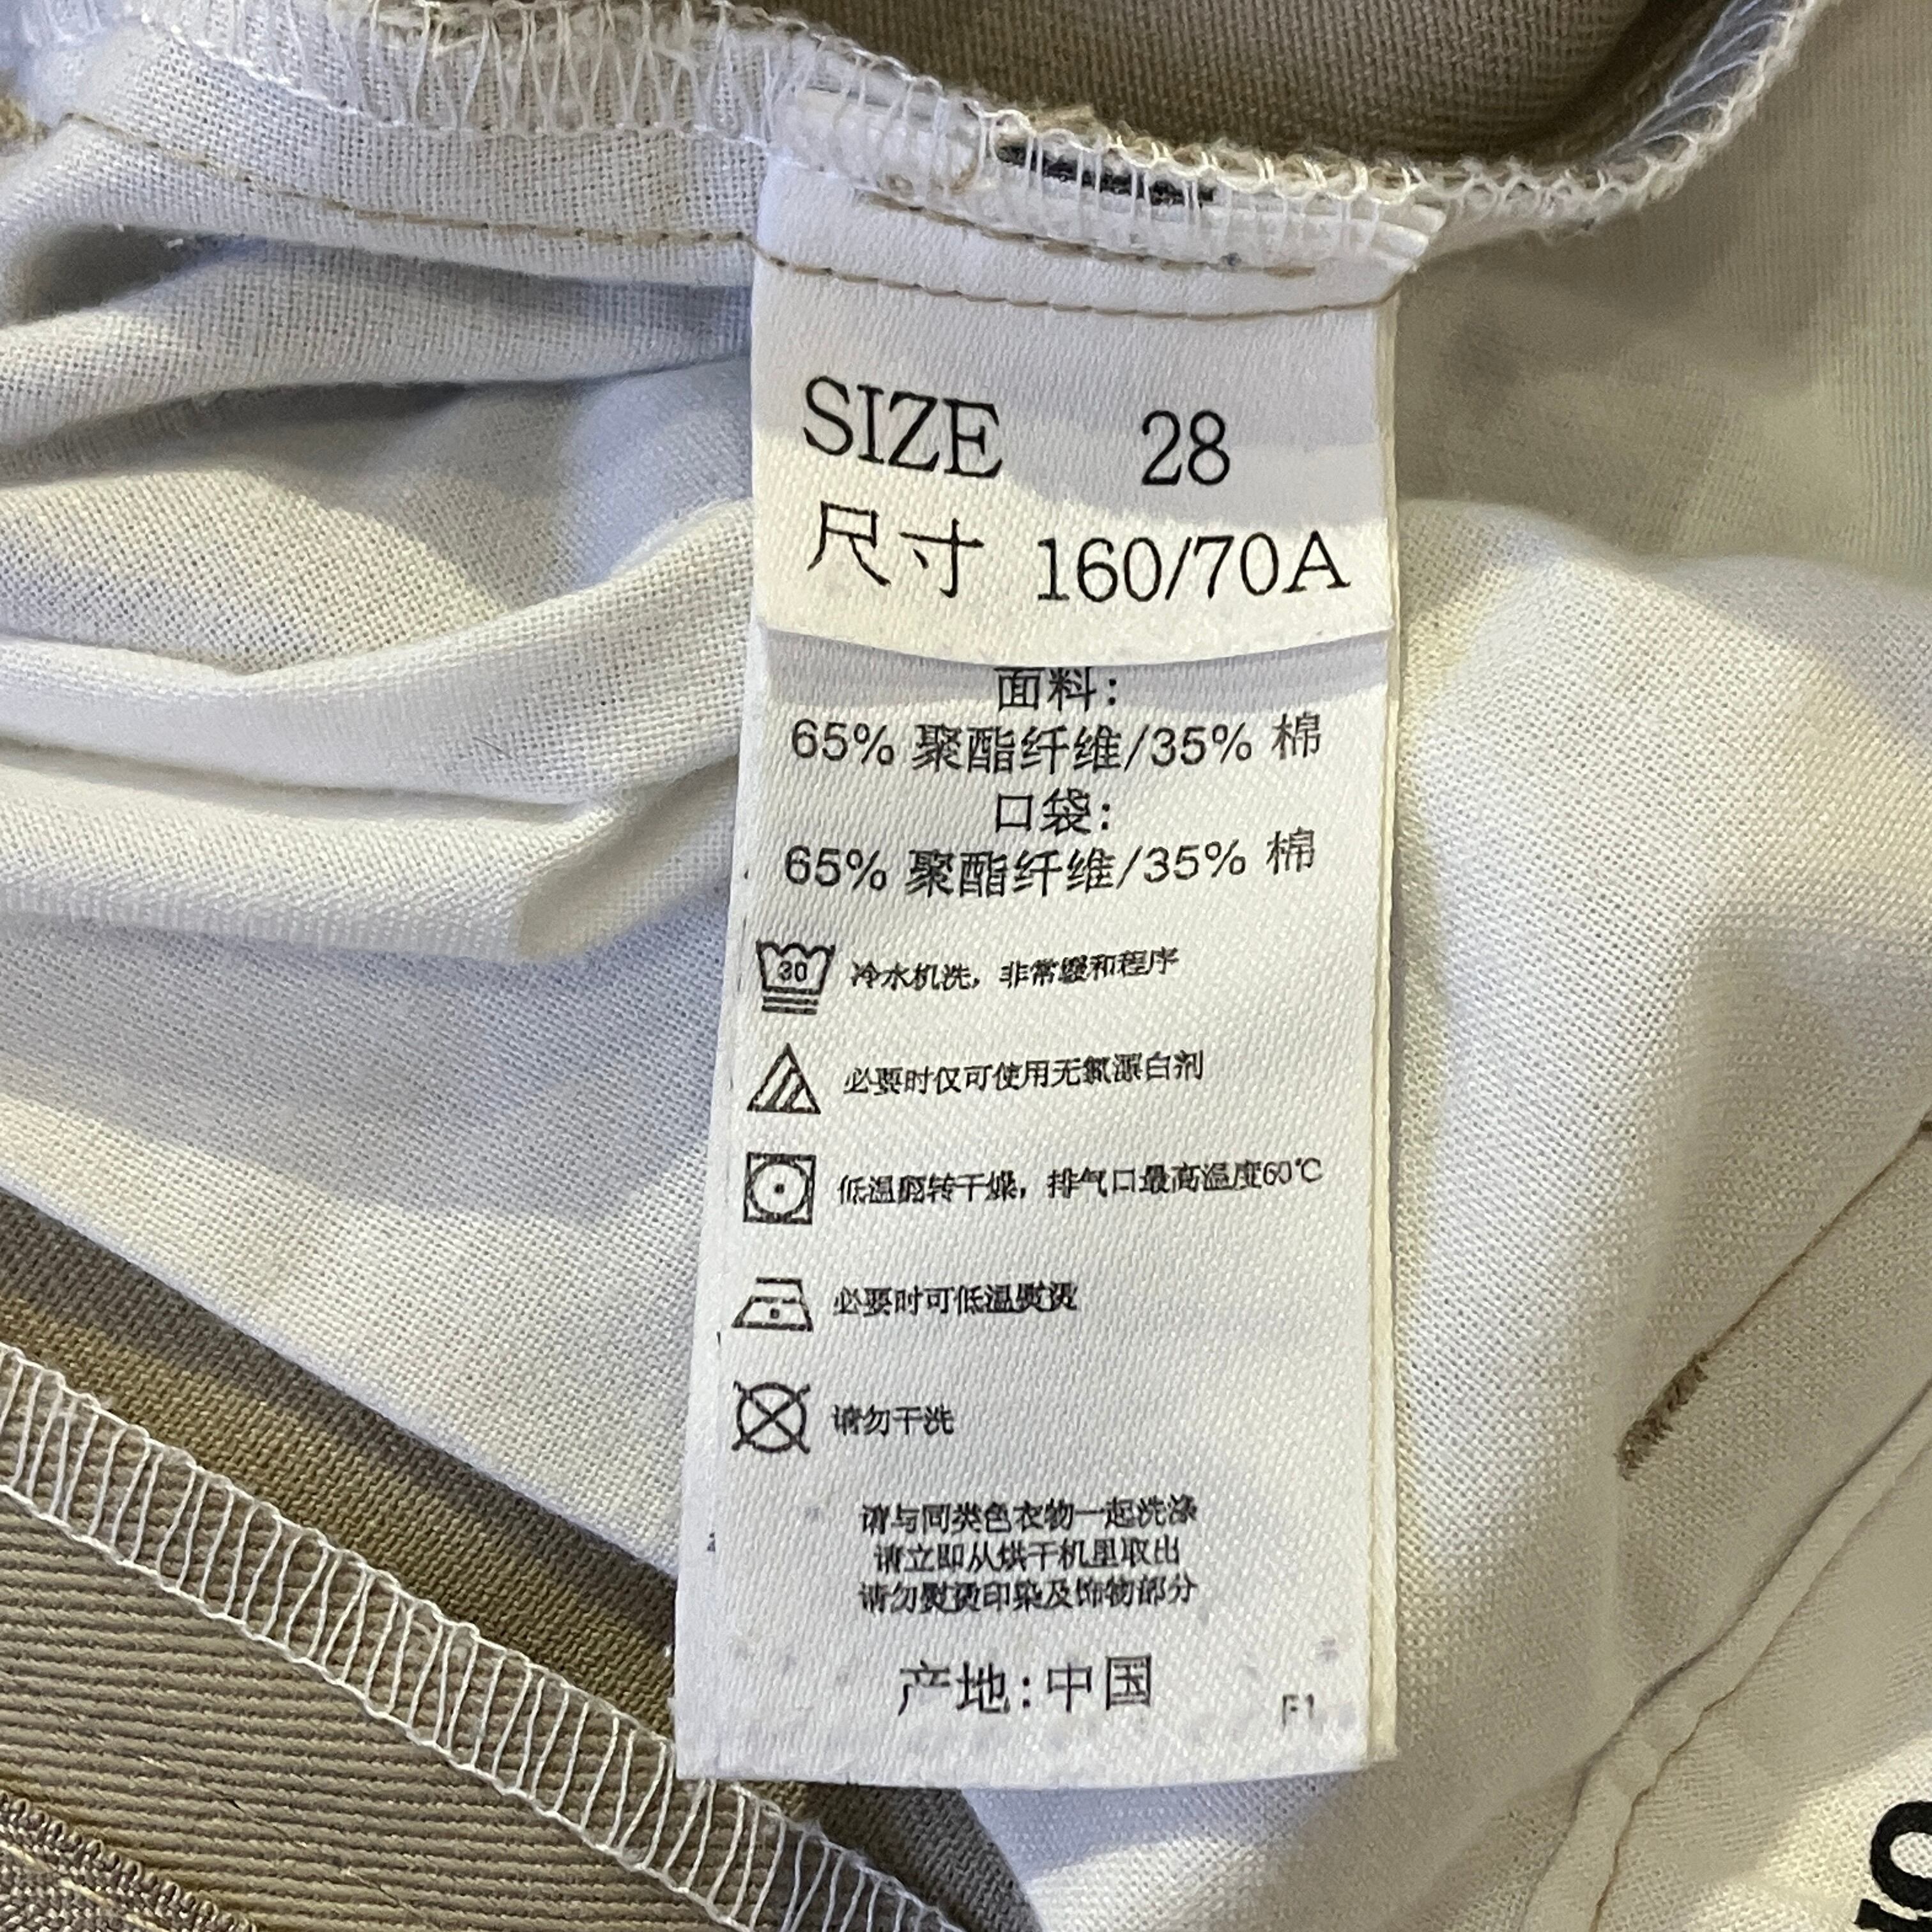 SIZE 28
尺寸 160/70A
面料:
65% 聚酯纤维/35% 棉
口袋:
65% 聚酯纤维/35% 棉
30 冷水机洗，非常缓和程序
必要时仅可使用无氯漂白剂
低温翻转干燥，排气口最高温度60℃
必要时可低温熨烫
请勿干洗
请与同类色衣物一起洗涤
请立即从烘干机里取出
请勿熨烫印染及饰物部分
产地:中国
F1